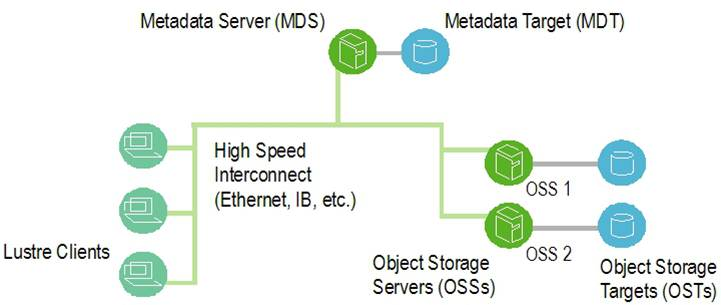 Metadata Server (MDS)
Metadata Target (MDT)
High Speed
Interconnect
(Ethernet, IB, etc.)
OSS 1
Lustre Clients
OSS 2
Object Storage
Servers (OSSs)
Object Storage
Targets (OSTs)